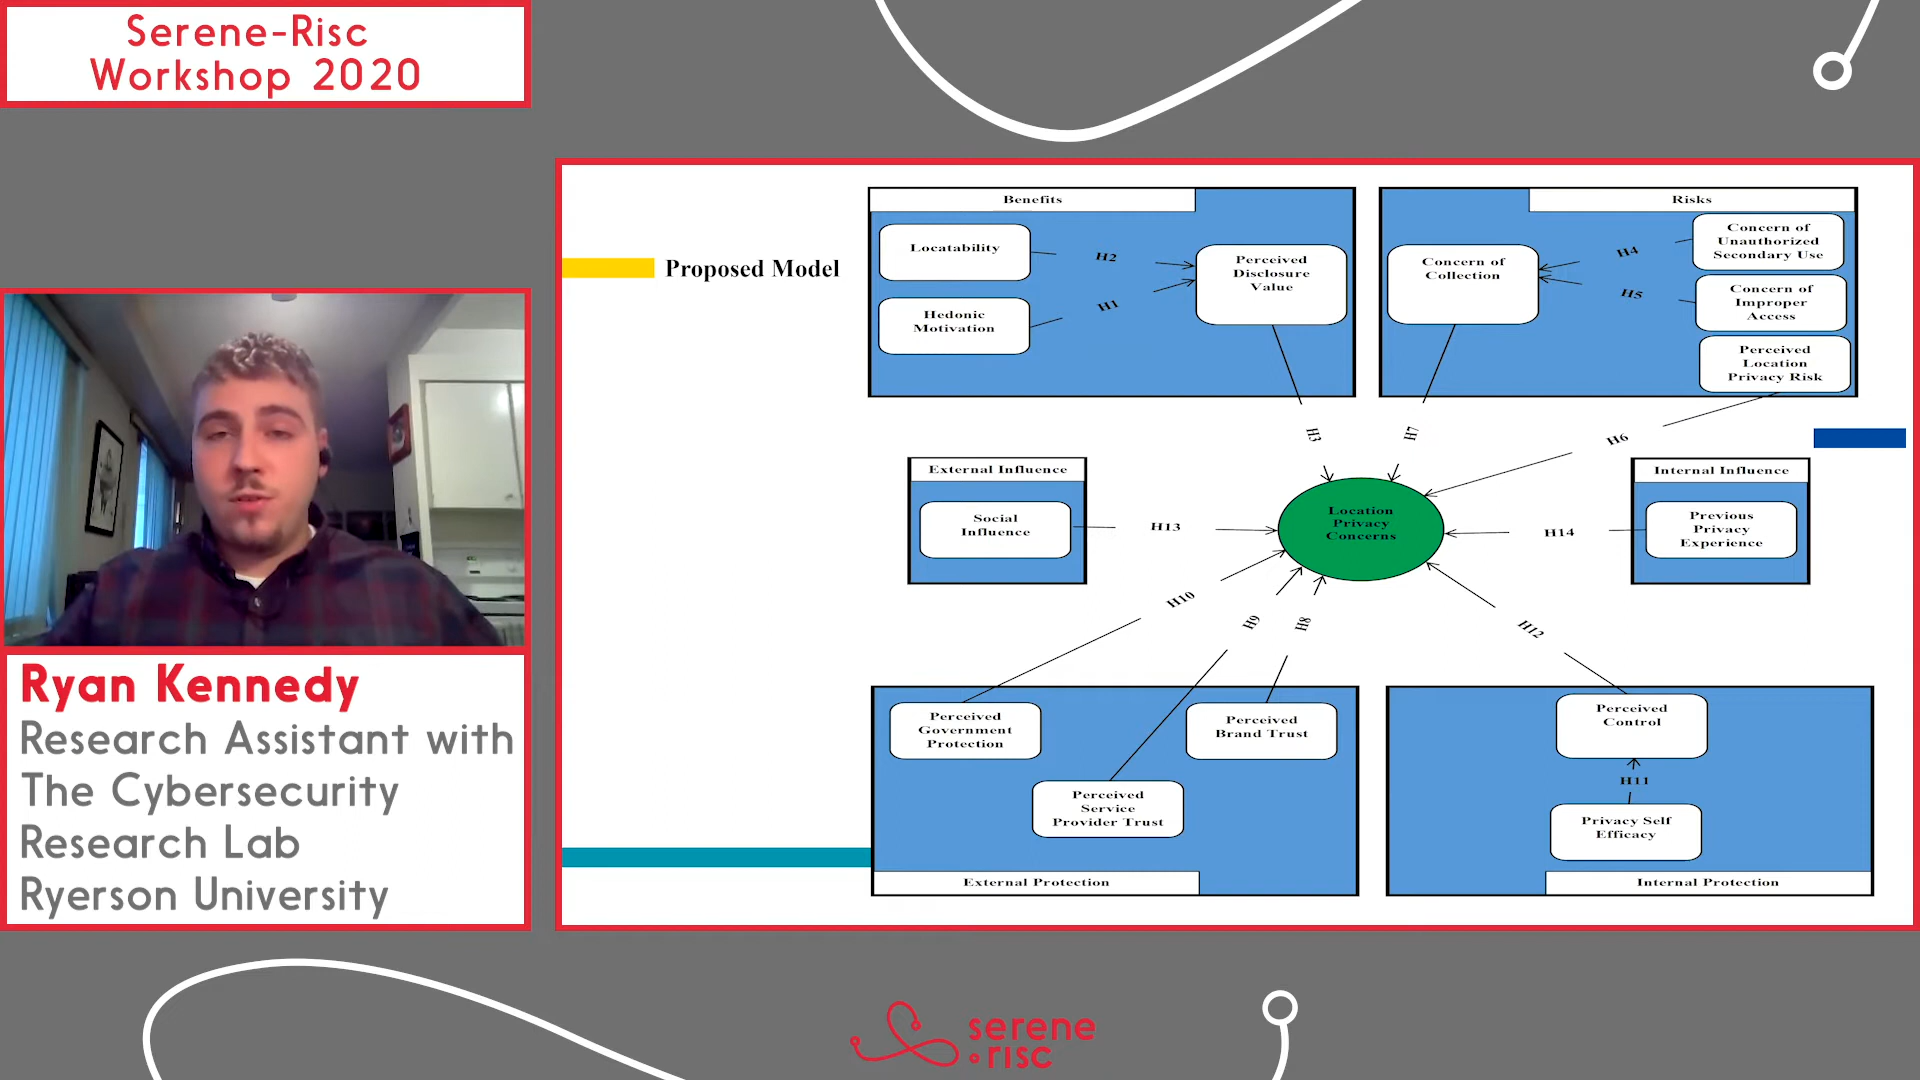 Serene-Risc
Workshop 2020
Ryan Kennedy
Research Assistant with
The Cybersecurity
Research Lab
Ryerson University
Proposed Model
Benefits
Locatability
Hedonic
Motivation
H2
H1
Perceived
Disclosure
Value
Risks
Concern of
Collection
H4
H5
Concern of
Unauthorized
Secondary Use
Concern of
Improper
Access
Perceived
Location
Privacy Risk
H3
H7
H6
External Influence
Social
Influence
H13
Location
Privacy
Concerns
H14
Internal Influence
Previous
Privacy
Experience
H10
H9
H8
H12
Perceived
Government
Protection
Perceived
Service
Provider Trust
Perceived
Brand Trust
External Protection
Perceived
Control
H11
Privacy Self
Efficacy
Internal Protection
serene
risc